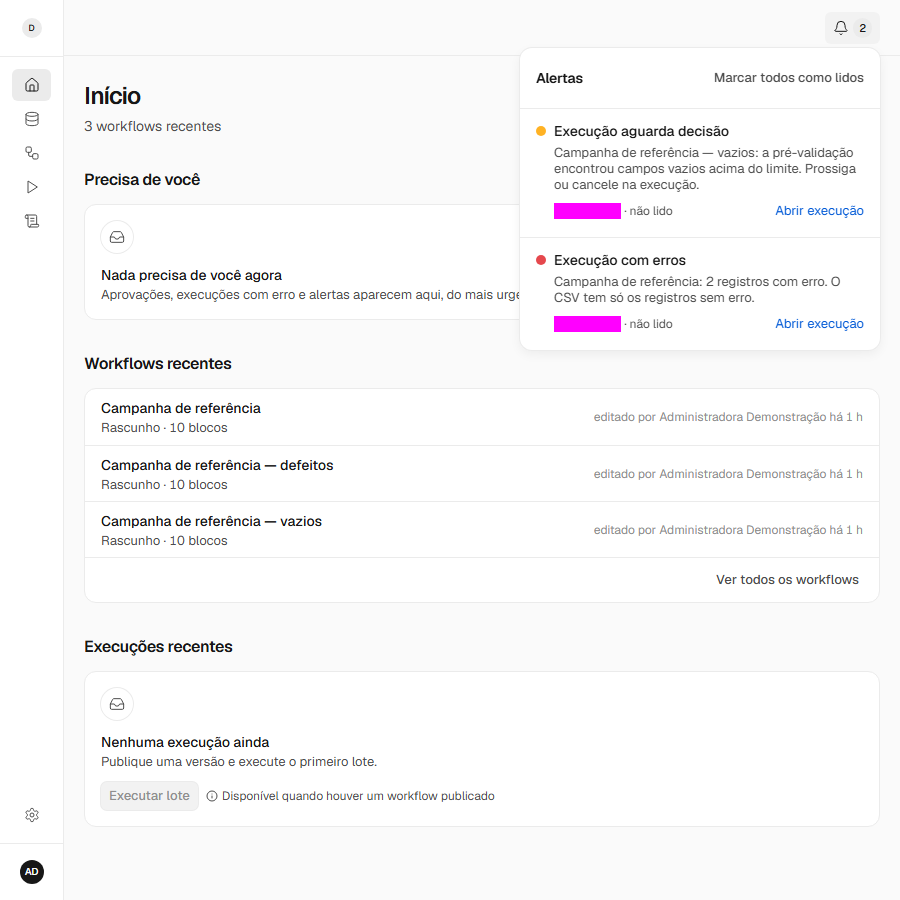 D
2
Alertas
Marcar todos como lidos
Execução aguarda decisão
Campanha de referência — vazios: a pré-validação
encontrou campos vazios acima do limite. Prossiga
ou cancele na execução.
· não lido
Abrir execução
Execução com erros
Campanha de referência: 2 registros com erro. O
CSV tem só os registros sem erro.
· não lido
Abrir execução
Início
3 workflows recentes
Precisa de você
Nada precisa de você agora
Aprovações, execuções com erro e alertas aparecem aqui, do mais
Workflows recentes
Campanha de referência
Rascunho · 10 blocos
editado por Administradora Demonstração há 1 h
Campanha de referência — defeitos
Rascunho · 10 blocos
editado por Administradora Demonstração há 1 h
Campanha de referência — vazios
Rascunho · 10 blocos
editado por Administradora Demonstração há 1 h
Ver todos os workflows
Execuções recentes
Nenhuma execução ainda
Publique uma versão e execute o primeiro lote.
Executar lote
Disponível quando houver um workflow publicado
AD